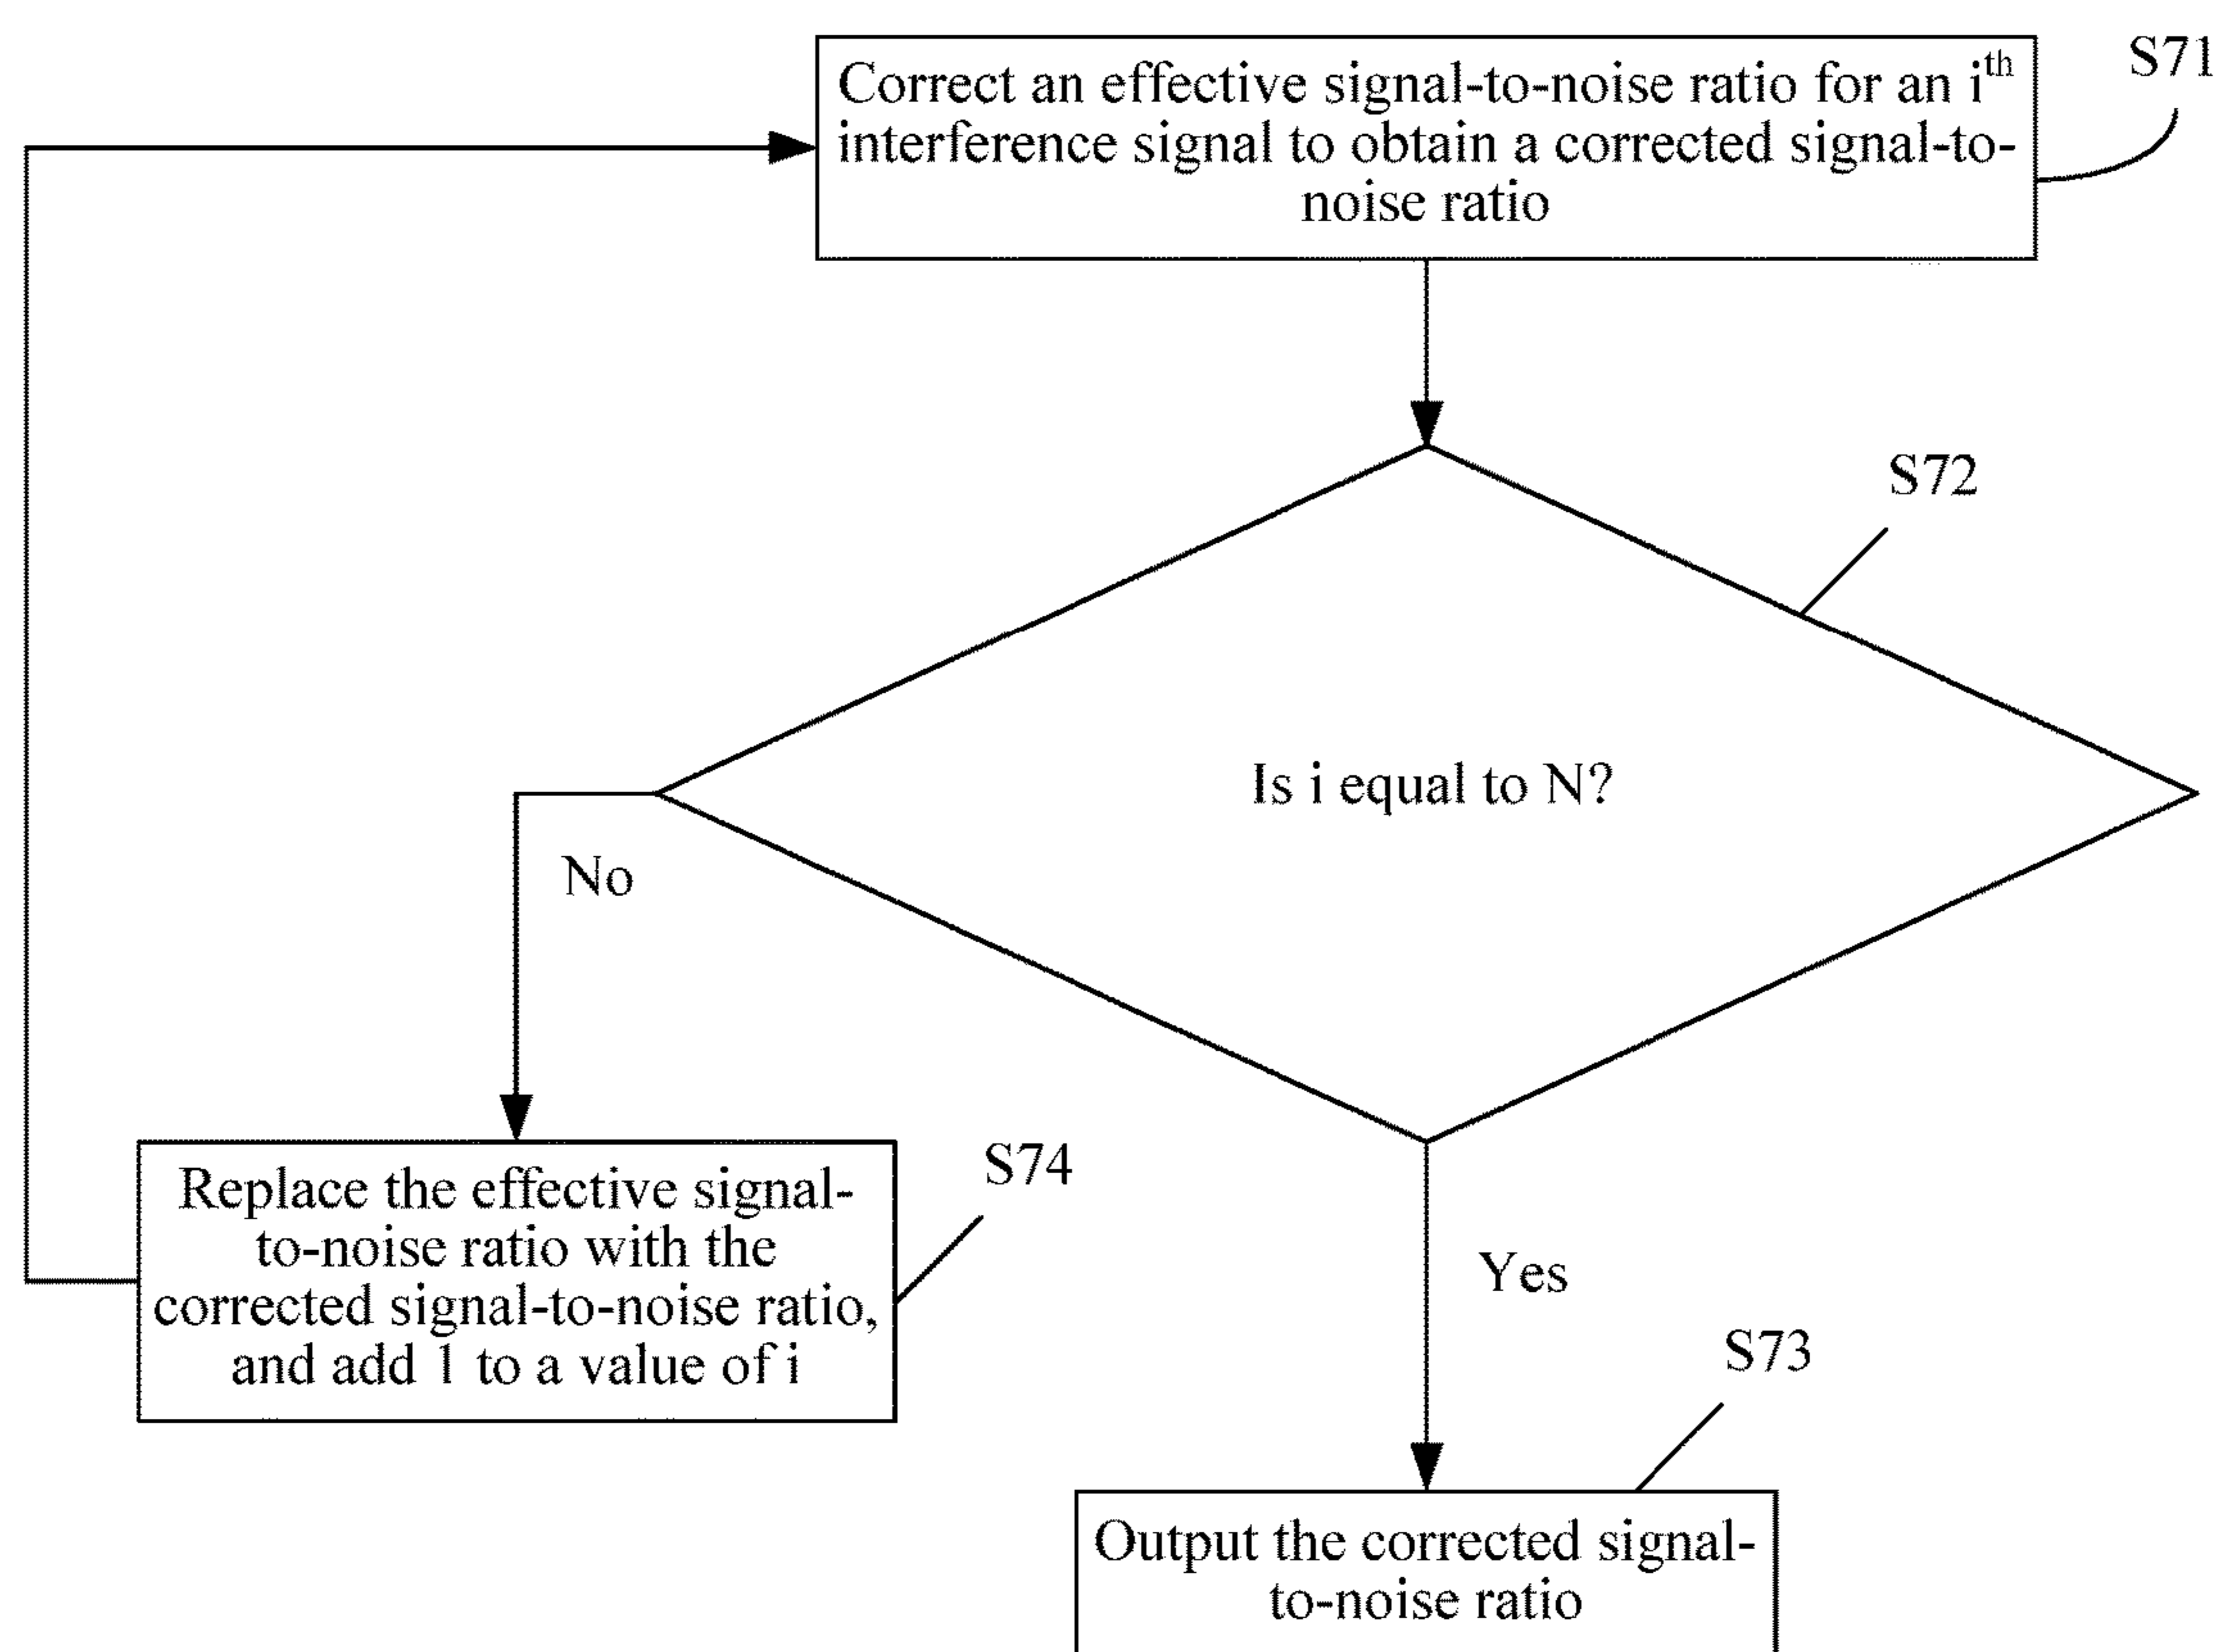 Correct an effective signal-to-noise ratio for an ith
interference signal to obtain a corrected signal-to-
noise ratio
S71
S72
Is i equal to N?
No
Replace the effective signal-
to-noise ratio with the
corrected signal-to-noise ratio,
and add 1 to a value of i
S74
Yes
S73
Output the corrected signal-
to-noise ratio